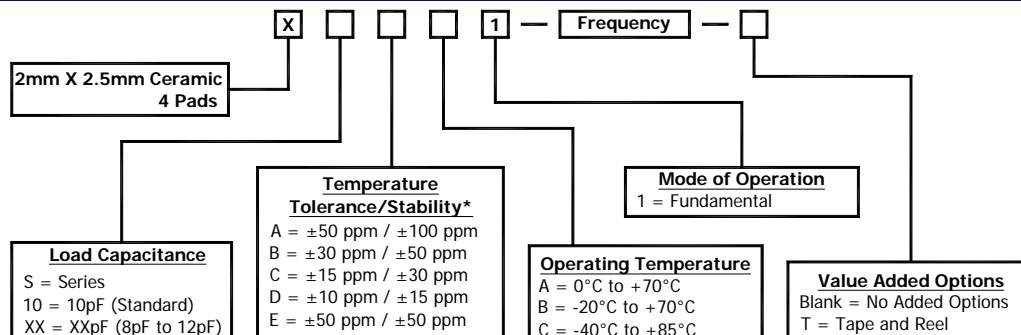 X 1 — Frequency —
2mm X 2.5mm Ceramic
4 Pads
Load Capacitance
S = Series
10 = 10pF (Standard)
XX = XXpF (8pF to 12pF)
Temperature
Tolerance/Stability*
A = ±50 ppm / ±100 ppm
B = ±30 ppm / ±50 ppm
C = ±15 ppm / ±30 ppm
D = ±10 ppm / ±15 ppm
E = ±50 ppm / ±50 ppm
Operating Temperature
A = 0°C to +70°C
B = -20°C to +70°C
C = -40°C to +85°C
Mode of Operation
1 = Fundamental
Value Added Options
Blank = No Added Options
T = Tape and Reel